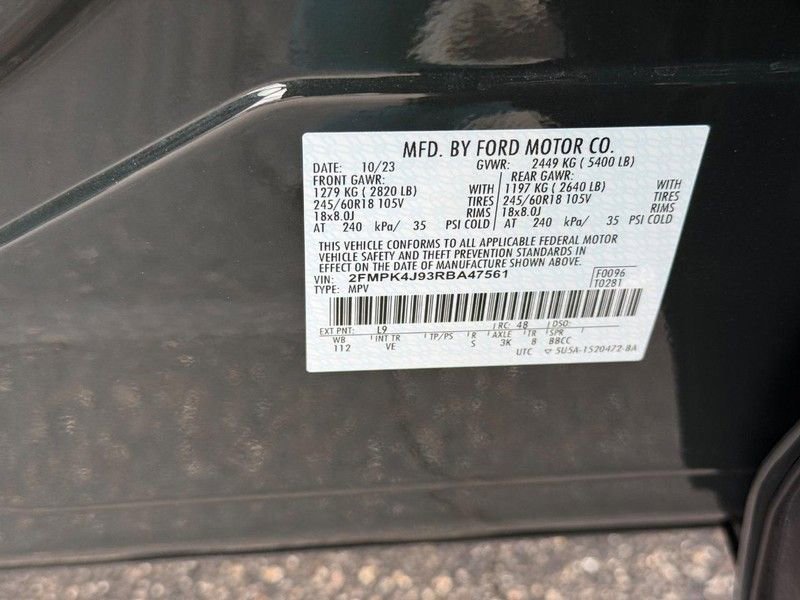 MFD. BY FORD MOTOR CO.
DATE: 10/23 GVWR: 2449 KG ( 5400 LB)
FRONT GAWR: REAR GAWR:
1279 KG ( 2820 LB) WITH 1197 KG ( 2640 LB) WITH
245/60R18 105V TIRES 245/60R18 105V TIRES
18x8.0J RIMS 18x8.0J RIMS
AT 240 kPa/ 35 PSI COLD AT 240 kPa/ 35 PSI COLD
THIS VEHICLE CONFORMS TO ALL APPLICABLE FEDERAL MOTOR
VEHICLE SAFETY AND THEFT PREVENTION STANDARDS IN
EFFECT ON THE DATE OF MANUFACTURE SHOWN ABOVE.
VIN: 2FMPK4J93RBA47561 F0096
TYPE: MPV T0281
EXT PNT: L9 RC: 48 DSO:
WB INT TR TP/PS R AXLE TR SPR
112 VE S 3K 8 BBCC
UTC 5U5A-1520472-BA